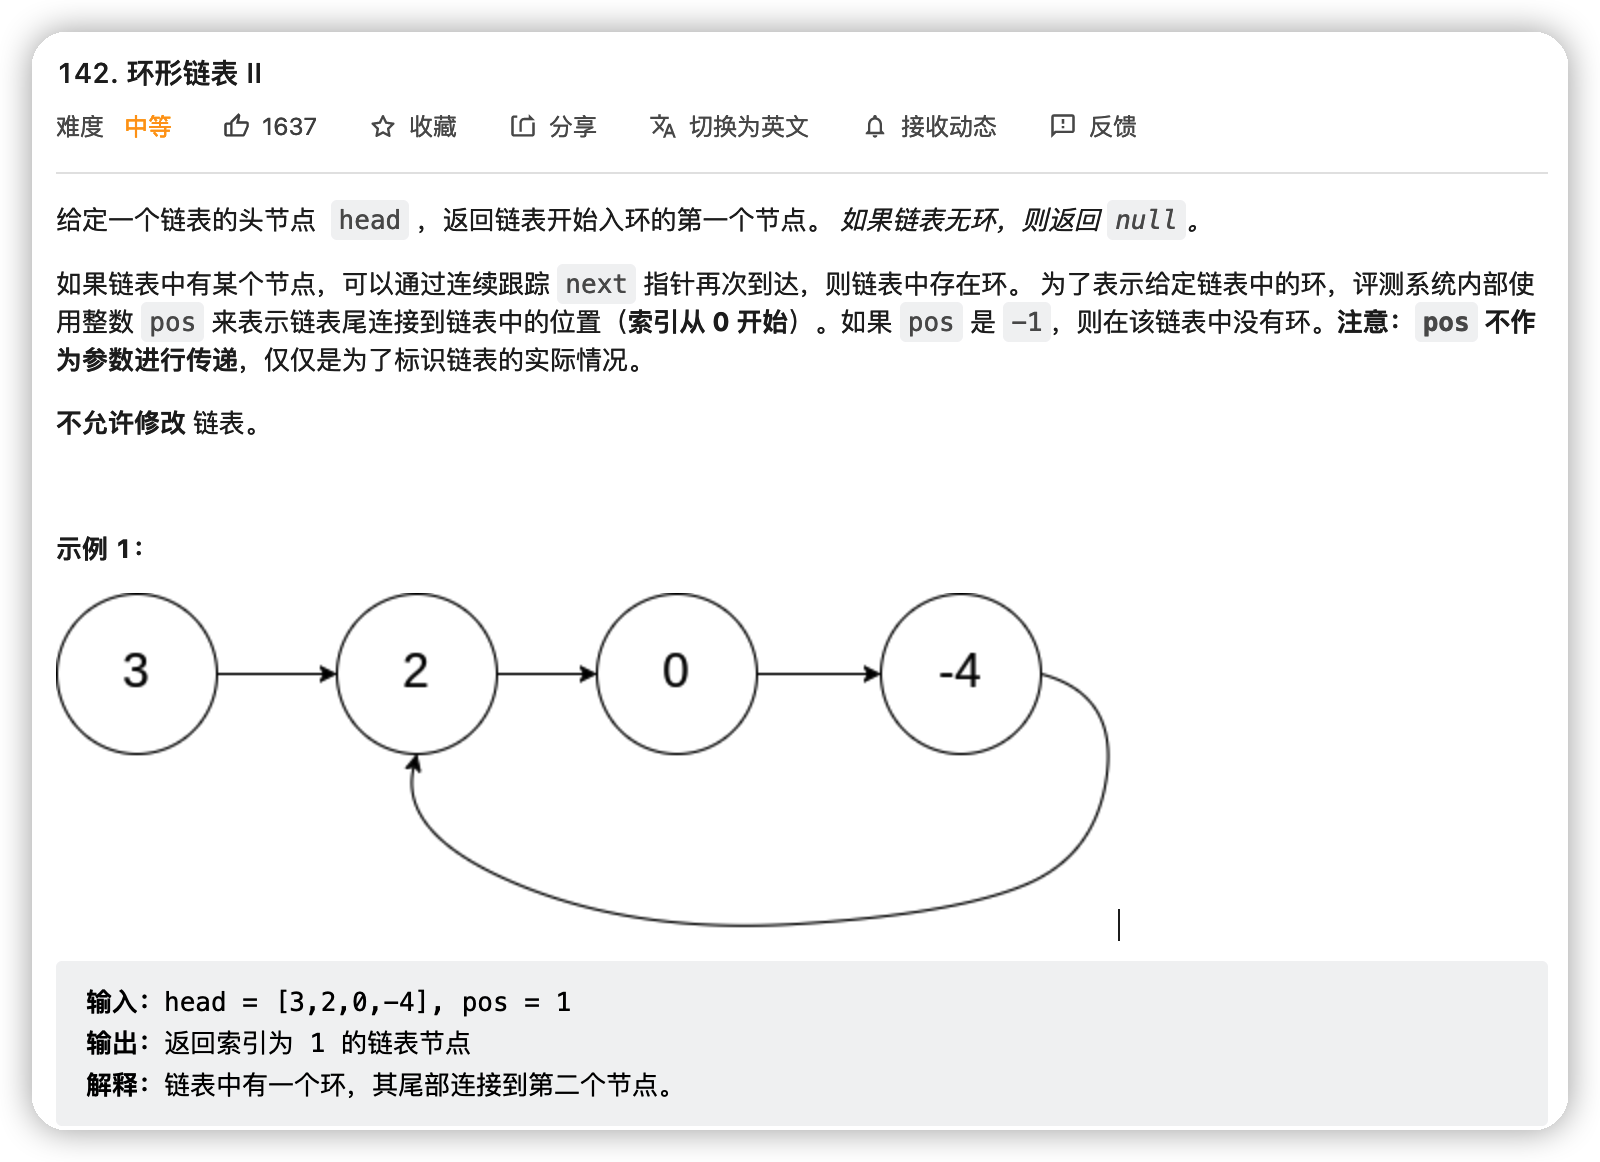 142. 环形链表 II
难度 中等 1637 收藏 分享 切换为英文 接收动态 反馈
给定一个链表的头节点 head ，返回链表开始入环的第一个节点。 如果链表无环，则返回 null。
如果链表中有某个节点，可以通过连续跟踪 next 指针再次到达，则链表中存在环。 为了表示给定链表中的环，评测系统内部使
用整数 pos 来表示链表尾连接到链表中的位置（索引从 0 开始）。如果 pos 是 -1，则在该链表中没有环。注意：pos 不作
为参数进行传递，仅仅是为了标识链表的实际情况。
不允许修改 链表。
示例 1：
3 2 0 -4
输入：head = [3,2,0,-4], pos = 1
输出：返回索引为 1 的链表节点
解释：链表中有一个环，其尾部连接到第二个节点。